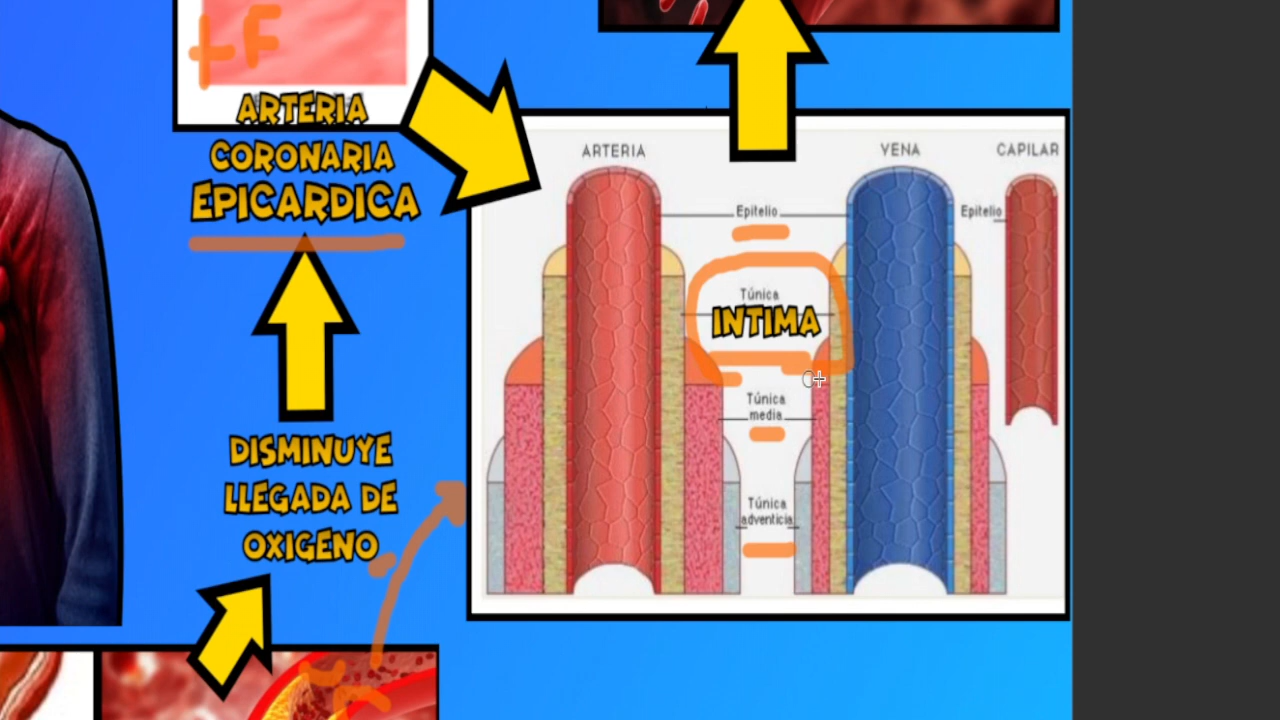 +F
ARTERIA
CORONARIA
EPICARDICA
DISMINUYE
LLEGADA DE
OXIGENO
ARTERIA
VENA
CAPILAR
Epitelio
Epitelio
Túnica
INTIMA
Túnica
media
Túnica
adventicia